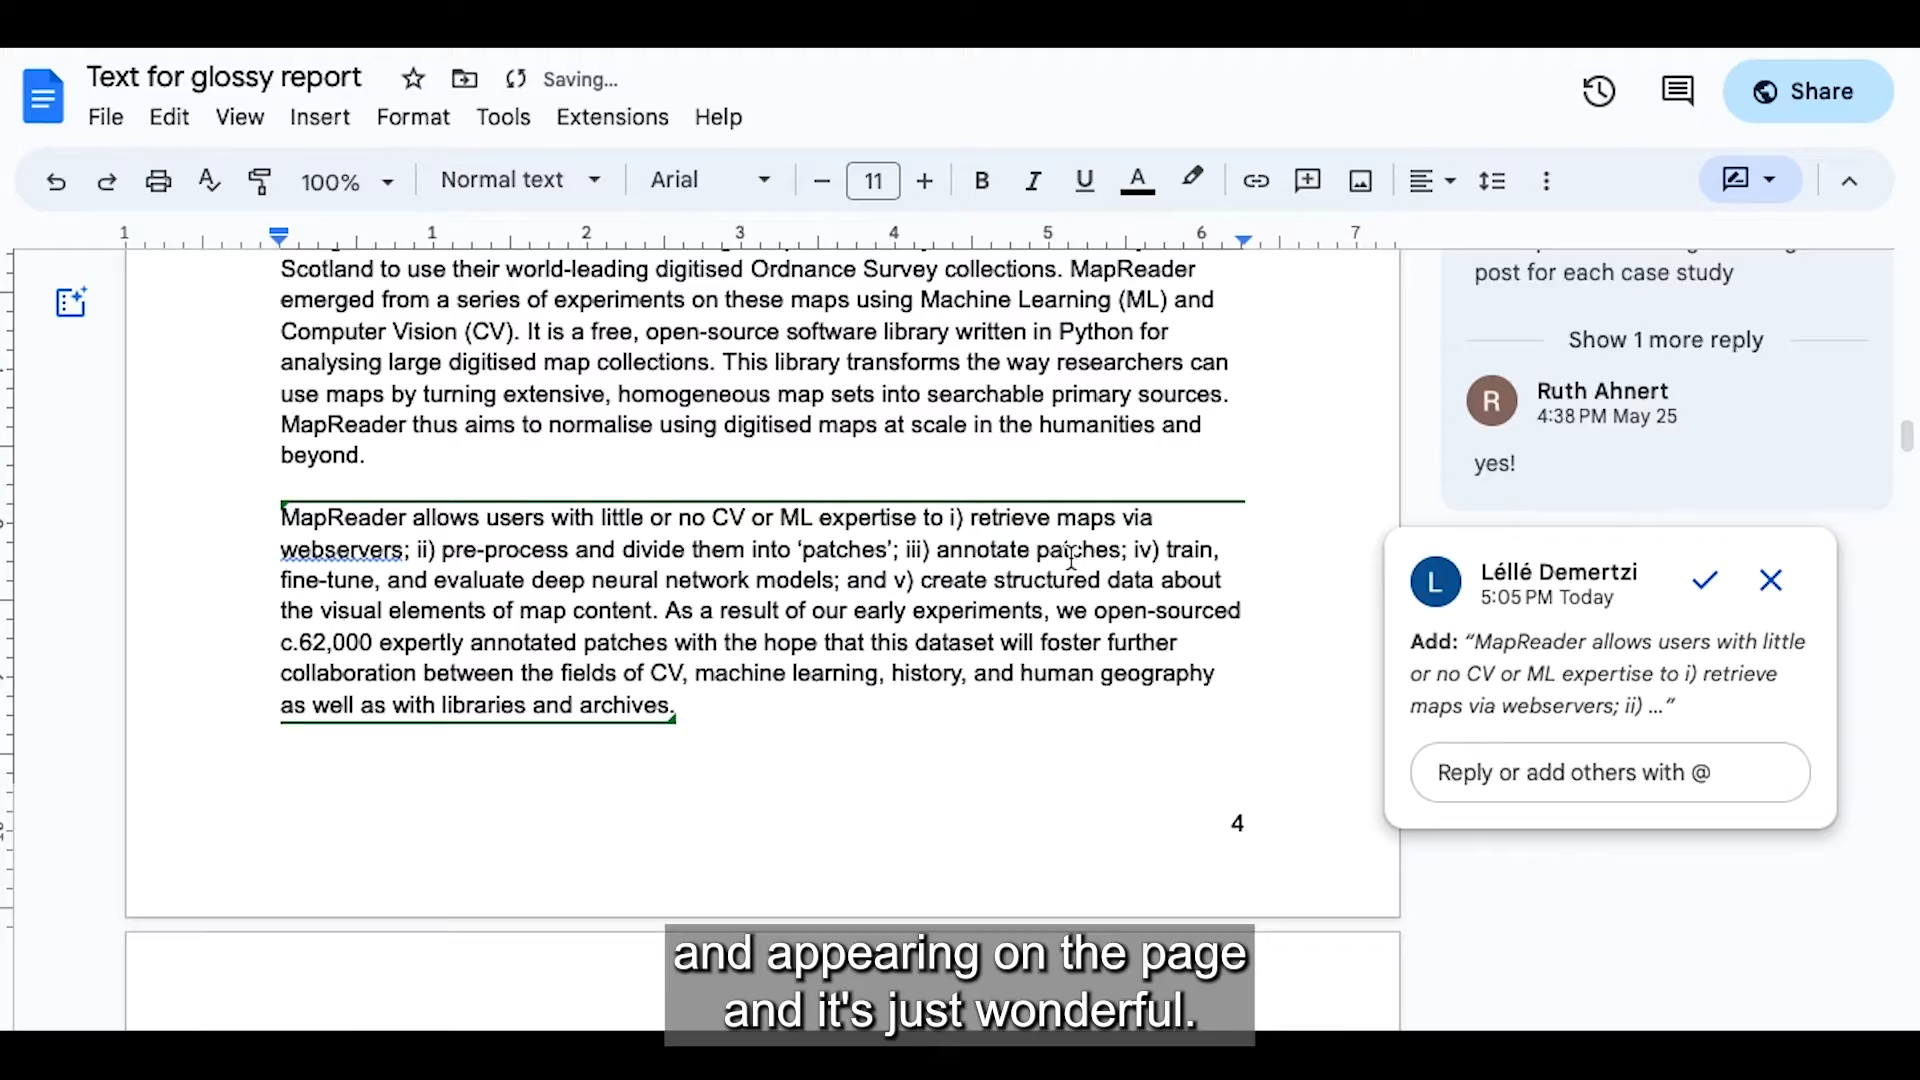 Text for glossy report
Saving...
File Edit View Insert Format Tools Extensions Help
Share
100% Normal text Arial 11 B I U A
1 1 2 3 4 5 6 7
Scotland to use their world-leading digitised Ordnance Survey collections. MapReader
emerged from a series of experiments on these maps using Machine Learning (ML) and
Computer Vision (CV). It is a free, open-source software library written in Python for
analysing large digitised map collections. This library transforms the way researchers can
use maps by turning extensive, homogeneous map sets into searchable primary sources.
MapReader thus aims to normalise using digitised maps at scale in the humanities and
beyond.
MapReader allows users with little or no CV or ML expertise to i) retrieve maps via
webservers; ii) pre-process and divide them into ‘patches’; iii) annotate patches; iv) train,
fine-tune, and evaluate deep neural network models; and v) create structured data about
the visual elements of map content. As a result of our early experiments, we open-sourced
c.62,000 expertly annotated patches with the hope that this dataset will foster further
collaboration between the fields of CV, machine learning, history, and human geography
as well as with libraries and archives.
4
post for each case study
Show 1 more reply
R
Ruth Ahnert
4:38 PM May 25
yes!
L
Léllé Demertzi
5:05 PM Today
Add: “MapReader allows users with little
or no CV or ML expertise to i) retrieve
maps via webservers; ii) ...”
Reply or add others with @
and appearing on the page
and it's just wonderful.